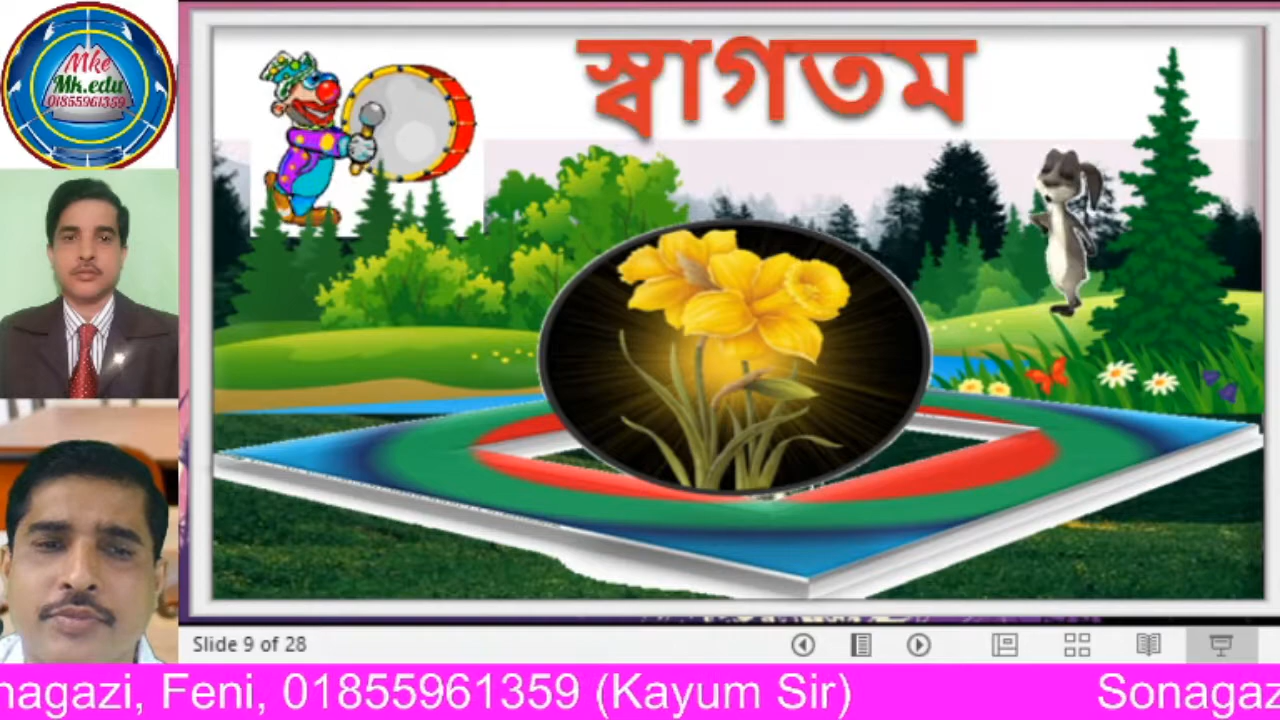 Mke
Mk.edu
01855961359
স্বাগতম
Slide 9 of 28
nagazi, Feni, 01855961359 (Kayum Sir)
Sonagaz